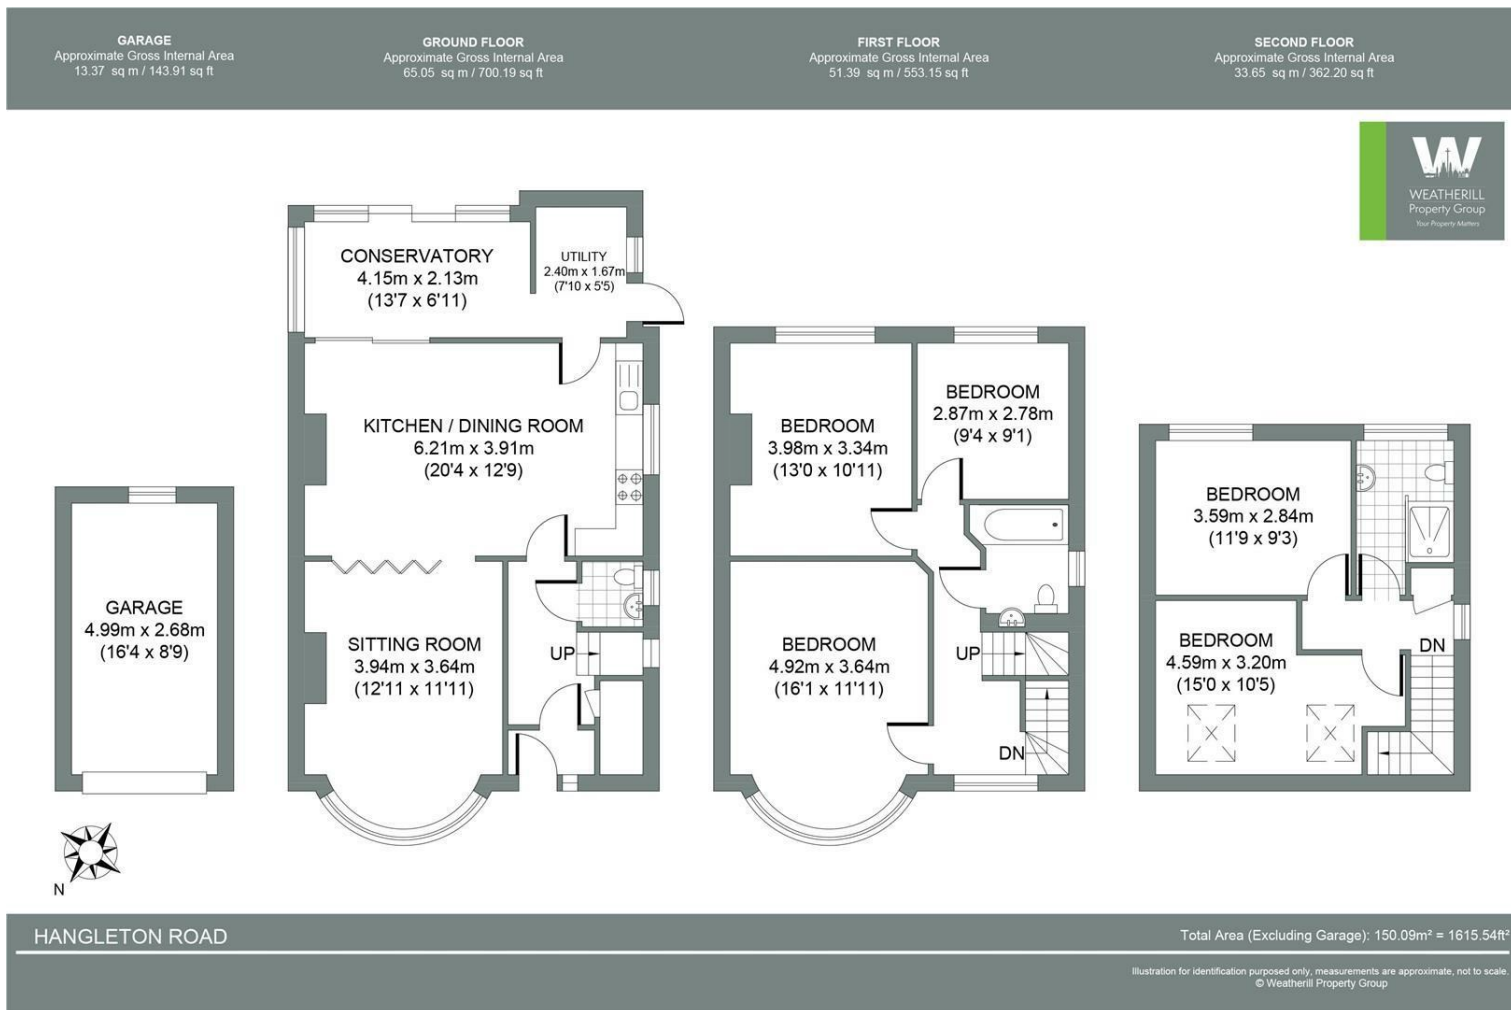 GARAGE
Approximate Gross Internal Area
13.37 sq m / 143.91 sq ft
GROUND FLOOR
Approximate Gross Internal Area
65.05 sq m / 700.19 sq ft
FIRST FLOOR
Approximate Gross Internal Area
51.39 sq m / 553.15 sq ft
SECOND FLOOR
Approximate Gross Internal Area
33.65 sq m / 362.20 sq ft
W
WEATHERILL
Property Group
Your Property Matters
CONSERVATORY
4.15m x 2.13m
(13'7 x 6'11)
UTILITY
2.40m x 1.67m
(7'10 x 5'5)
KITCHEN / DINING ROOM
6.21m x 3.91m
(20'4 x 12'9)
GARAGE
4.99m x 2.68m
(16'4 x 8'9)
SITTING ROOM
3.94m x 3.64m
(12'11 x 11'11)
UP
BEDROOM
3.98m x 3.34m
(13'0 x 10'11)
BEDROOM
2.87m x 2.78m
(9'4 x 9'1)
BEDROOM
4.92m x 3.64m
(16'1 x 11'11)
UP
DN
BEDROOM
3.59m x 2.84m
(11'9 x 9'3)
BEDROOM
4.59m x 3.20m
(15'0 x 10'5)
DN
N
HANGLETON ROAD
Total Area (Excluding Garage): 150.09m² = 1615.54ft²
Illustration for identification purposed only, measurements are approximate, not to scale.
© Weatherill Property Group